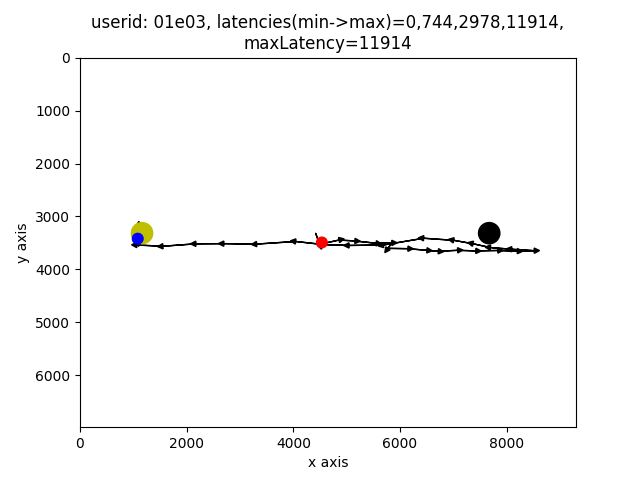 userid: 01e03, latencies(min->max)=0,744,2978,11914,
maxLatency=11914
0
1000
2000
3000
4000
5000
6000
y axis
0 2000 4000 6000 8000
x axis